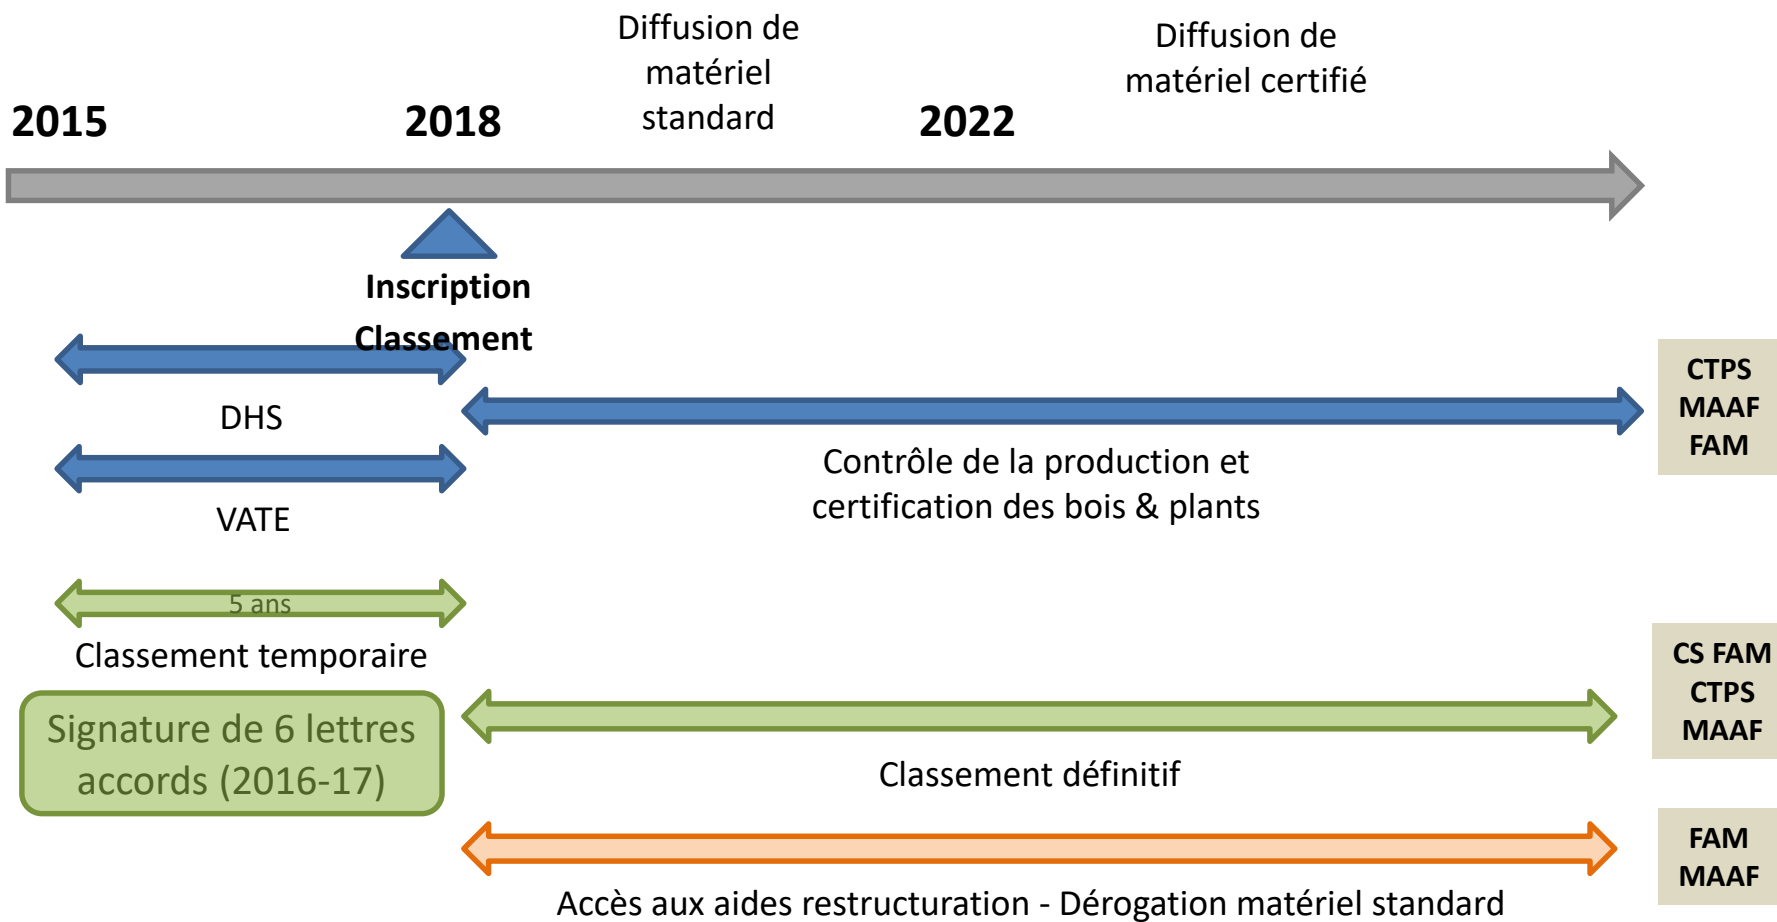 Diffusion de
matériel
standard
Diffusion de
matériel certifié
2015
2018
2022
Inscription
Classement
DHS
VATE
Contrôle de la production et
certification des bois & plants
CTPS
MAAF
FAM
5 ans
Classement temporaire
Signature de 6 lettres
accords (2016-17)
Classement définitif
CS FAM
CTPS
MAAF
Accès aux aides restructuration - Dérogation matériel standard
FAM
MAAF